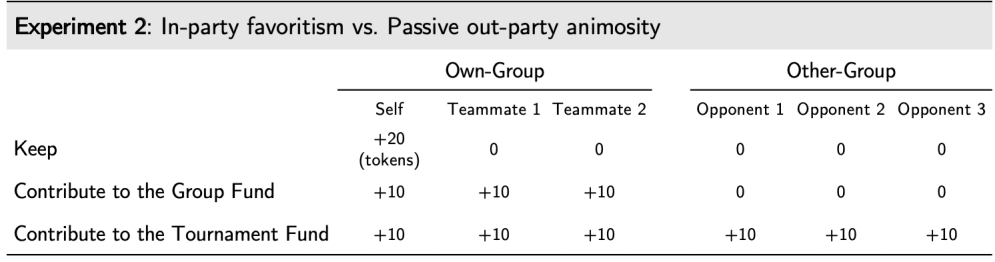 Experiment 2: In-party favoritism vs. Passive out-party animosity
Own-Group Other-Group
Self Teammate 1 Teammate 2 Opponent 1 Opponent 2 Opponent 3
Keep +20 (tokens) 0 0 0 0 0
Contribute to the Group Fund +10 +10 +10 0 0 0
Contribute to the Tournament Fund +10 +10 +10 +10 +10 +10